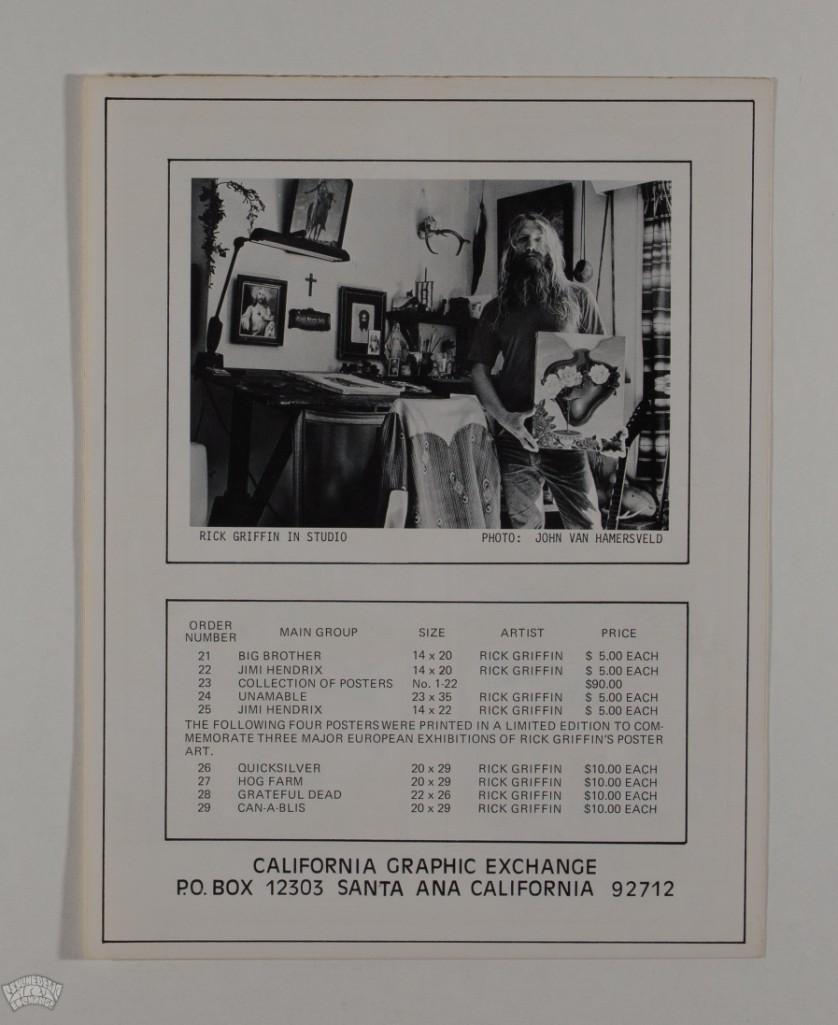 RICK GRIFFIN IN STUDIO PHOTO: JOHN VAN HAMERSVELD
ORDER NUMBER MAIN GROUP SIZE ARTIST PRICE
21 BIG BROTHER 14 x 20 RICK GRIFFIN $ 5.00 EACH
22 JIMI HENDRIX 14 x 20 RICK GRIFFIN $ 5.00 EACH
23 COLLECTION OF POSTERS No. 1-22 $90.00
24 UNAMABLE 23 x 35 RICK GRIFFIN $ 5.00 EACH
25 JIMI HENDRIX 14 x 22 RICK GRIFFIN $ 5.00 EACH
THE FOLLOWING FOUR POSTERS WERE PRINTED IN A LIMITED EDITION TO COM-
MEMORATE THREE MAJOR EUROPEAN EXHIBITIONS OF RICK GRIFFIN'S POSTER
ART.
26 QUICKSILVER 20 x 29 RICK GRIFFIN $10.00 EACH
27 HOG FARM 20 x 29 RICK GRIFFIN $10.00 EACH
28 GRATEFUL DEAD 22 x 26 RICK GRIFFIN $10.00 EACH
29 CAN-A-BLIS 20 x 29 RICK GRIFFIN $10.00 EACH
CALIFORNIA GRAPHIC EXCHANGE
P.O. BOX 12303 SANTA ANA CALIFORNIA 92712